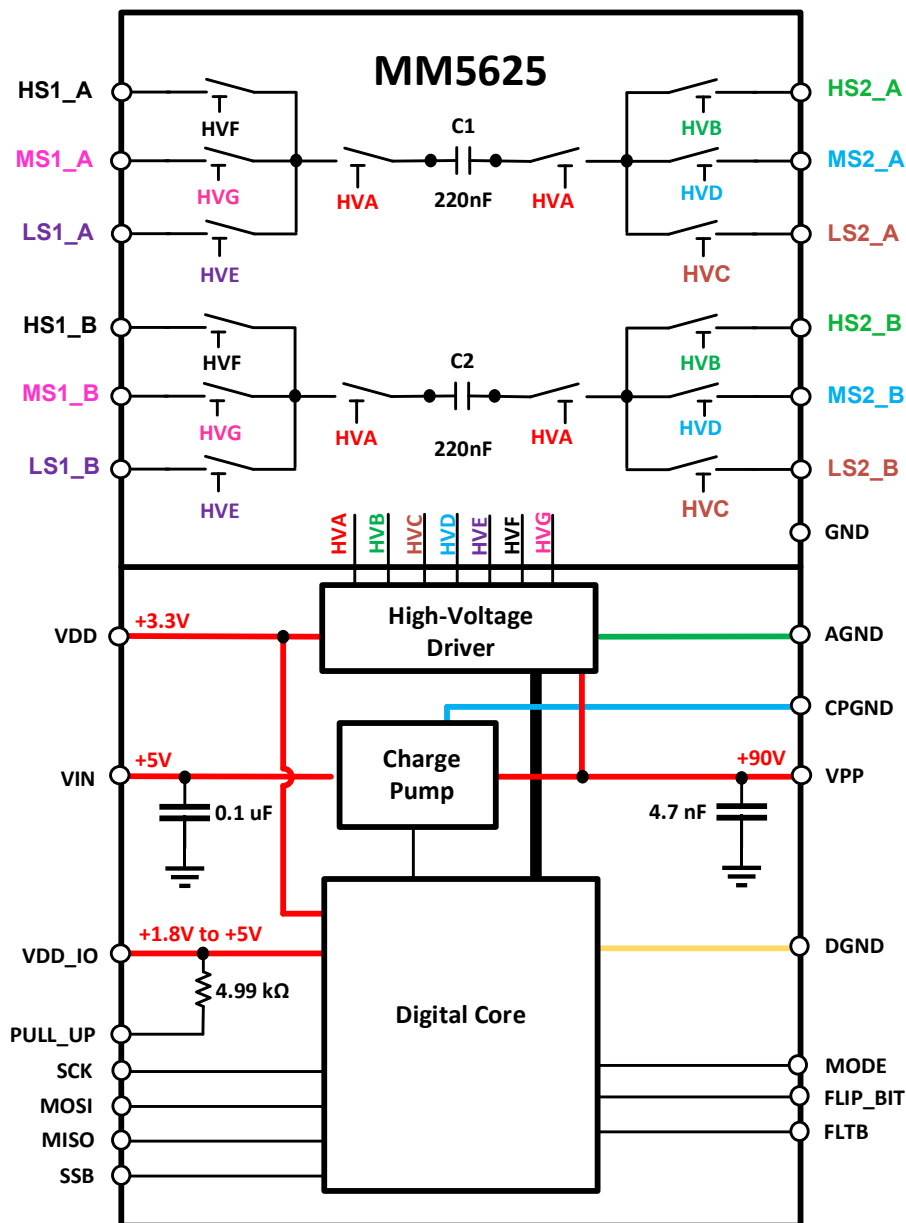 MM5625
HS1_A
HVF
MS1_A
HVG
LS1_A
HVE
HVA
C1
220nF
HVA
HS2_A
HVB
MS2_A
HVD
LS2_A
HVC
HS1_B
HVF
MS1_B
HVG
LS1_B
HVE
HVA
C2
220nF
HVA
HS2_B
HVB
MS2_B
HVD
LS2_B
HVC
GND
HVA
HVB
HVC
HVD
HVE
HVF
HVG
VDD
+3.3V
High-Voltage
Driver
AGND
CPGND
VIN
+5V
0.1 uF
Charge
Pump
+90V
VPP
4.7 nF
VDD_IO
+1.8V to +5V
4.99 kΩ
PULL_UP
SCK
MOSI
MISO
SSB
Digital Core
DGND
MODE
FLIP_BIT
FLTB